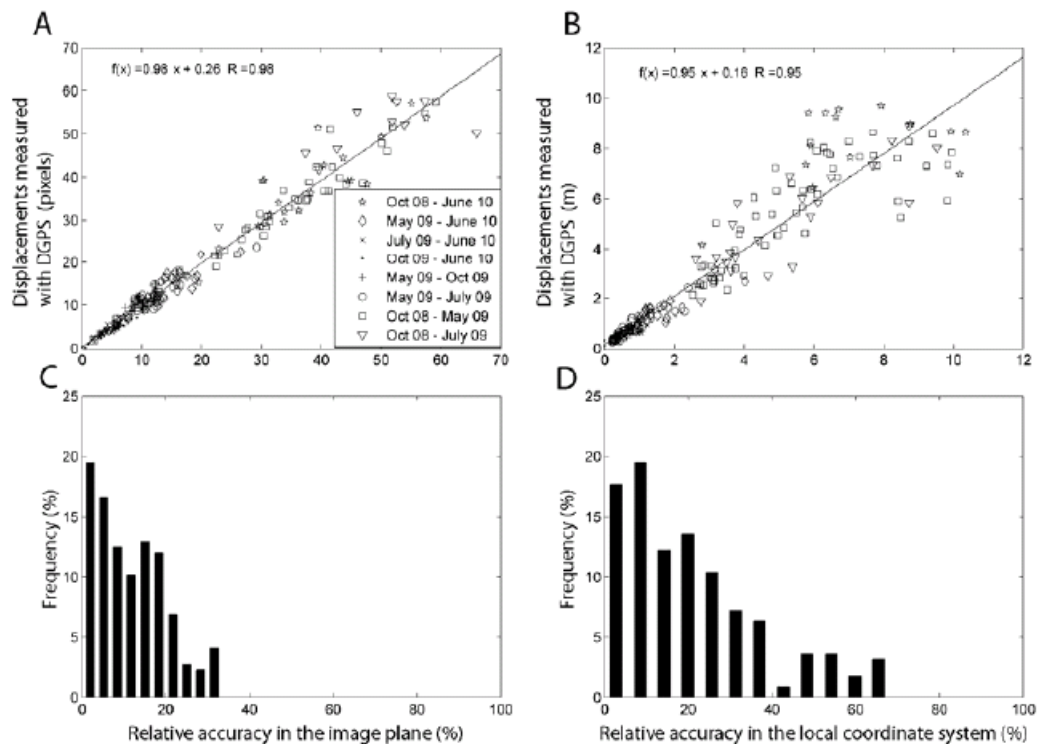 A
f(x) =0.98 x + 0.26 R = 0.98
Displacements measured
with DGPS (pixels)
70
60
50
40
30
20
10
0
0 10 20 30 40 50 60 70
Oct 08 - June 10
May 09 - June 10
July 09 - June 10
Oct 09 - June 10
May 09 - Oct 09
May 09 - July 09
Oct 08 - May 09
Oct 08 - July 09
B
f(x) =0.95 x + 0.16 R = 0.95
Displacements measured
with DGPS (m)
12
10
8
6
4
2
0
0 2 4 6 8 10 12
C
Frequency (%)
25
20
15
10
5
0
0 20 40 60 80 100
Relative accuracy in the image plane (%)
D
Frequency (%)
25
20
15
10
5
0
0 20 40 60 80 100
Relative accuracy in the local coordinate system (%)